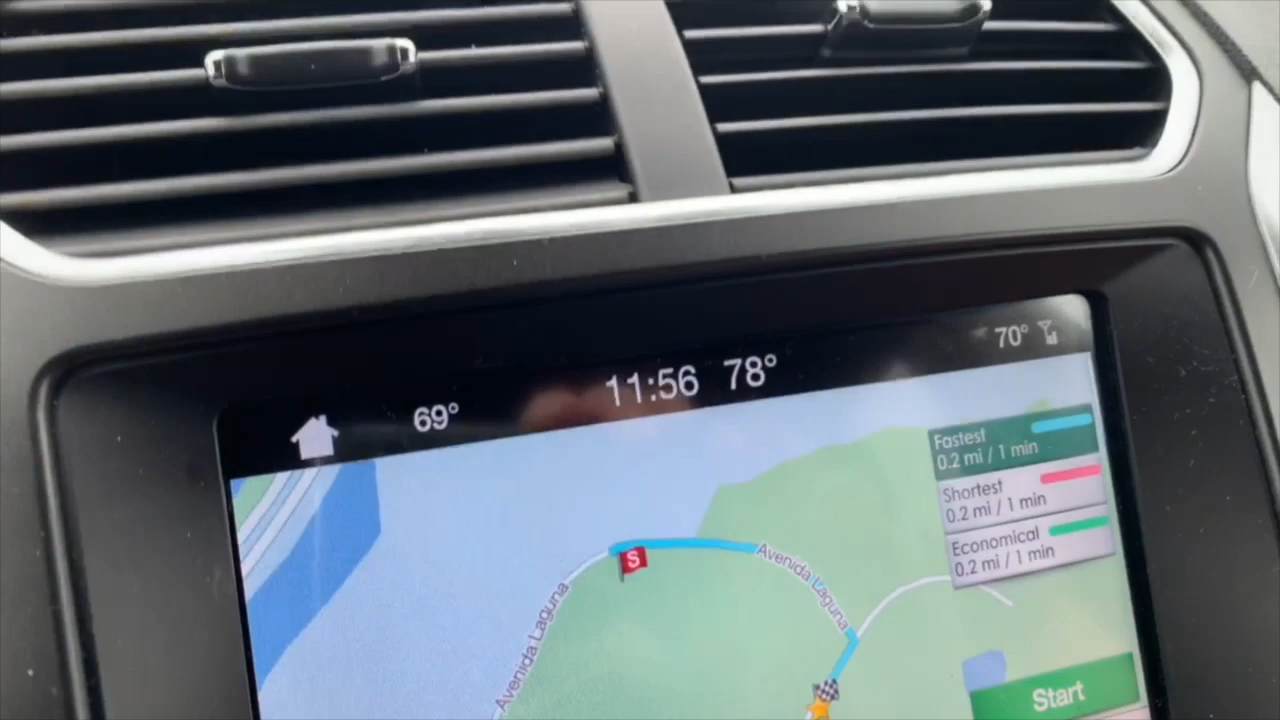 69° 11:56 78° 70°
Fastest
0.2 mi / 1 min
Shortest
0.2 mi / 1 min
Economical
0.2 mi / 1 min
S
Avenida Laguna
Avenida Laguna
Start